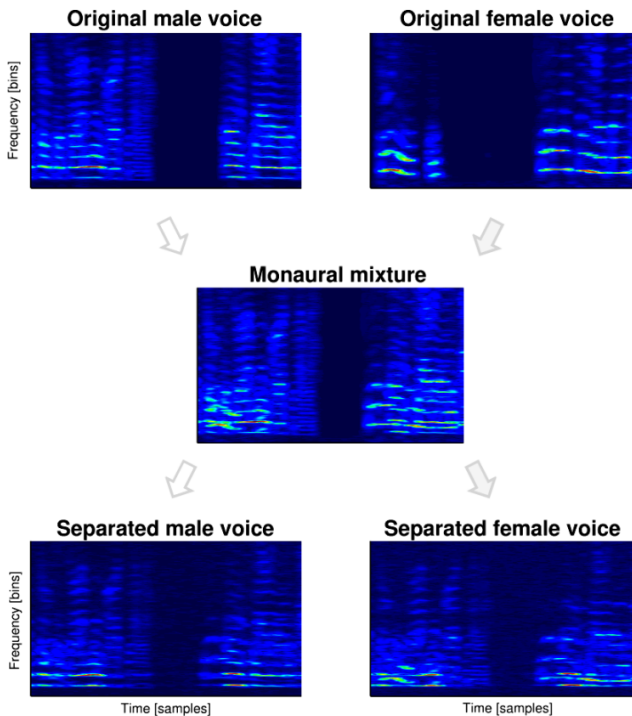 Original male voice
Original female voice
Frequency [bins]
Monaural mixture
Separated male voice
Separated female voice
Frequency [bins]
Time [samples]
Time [samples]